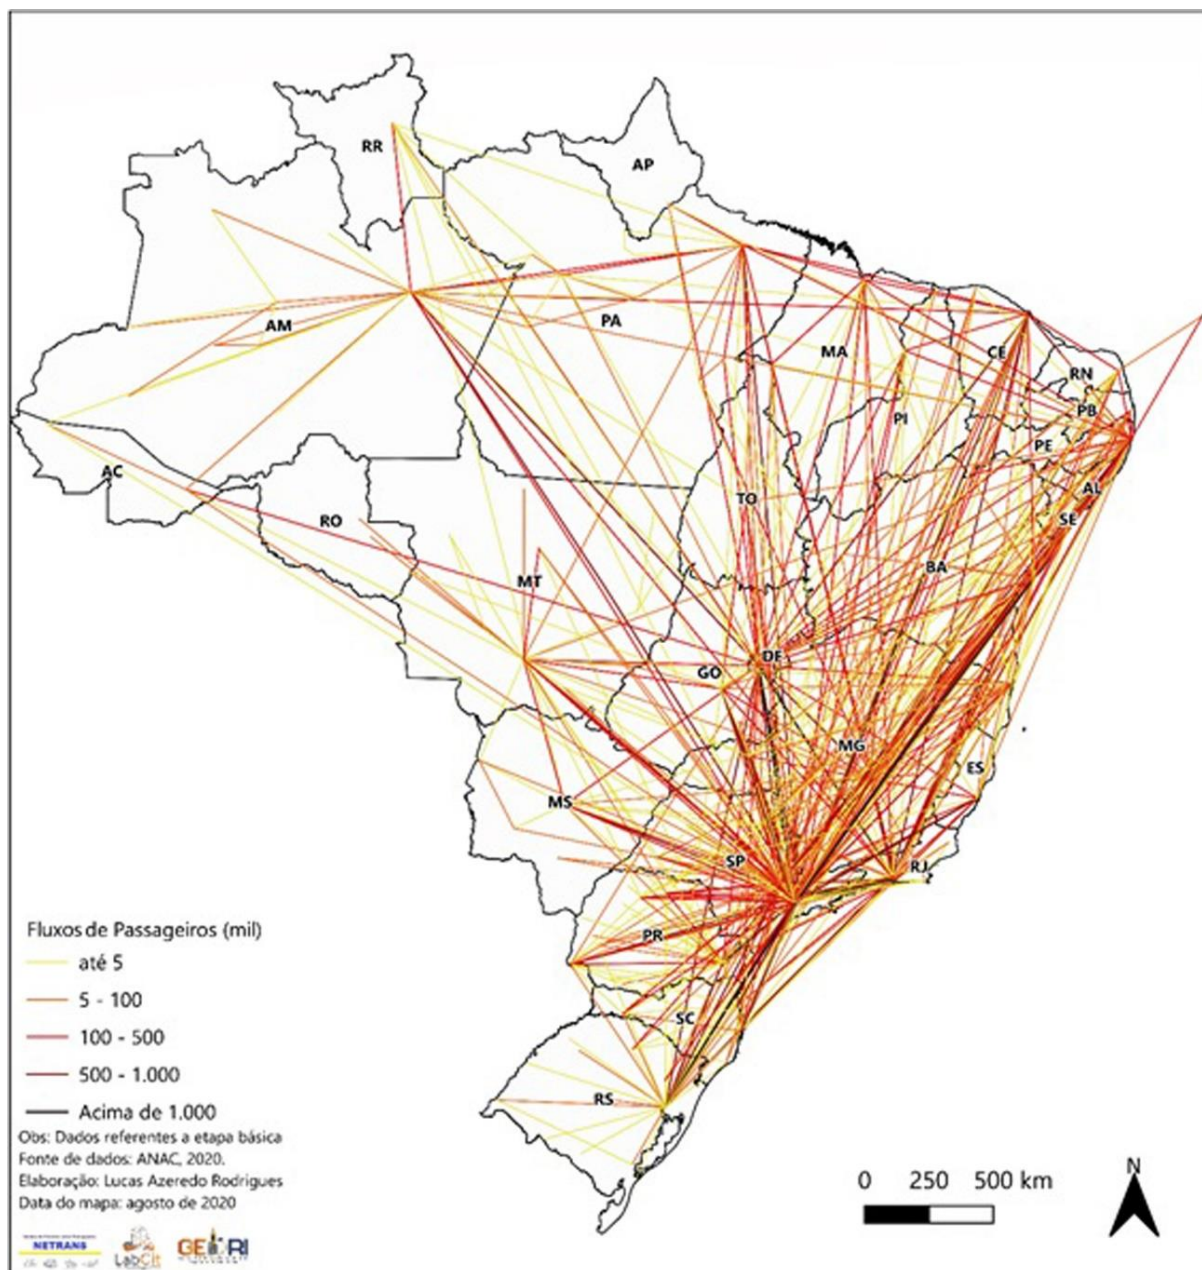 RR
AP
AM
PA
MA
CE
RN
PB
PI
PE
AC
AL
TO
SE
RO
BA
MT
DF
GO
MG
ES
MS
SP
RJ
PR
SC
RS
Fluxos de Passageiros (mil)
até 5
5 - 100
100 - 500
500 - 1.000
Acima de 1.000
Obs: Dados referentes a etapa básica
Fonte de dados: ANAC, 2020.
Elaboração: Lucas Azeredo Rodrigues
Data do mapa: agosto de 2020
0 250 500 km
N
NETRANS
LabCit